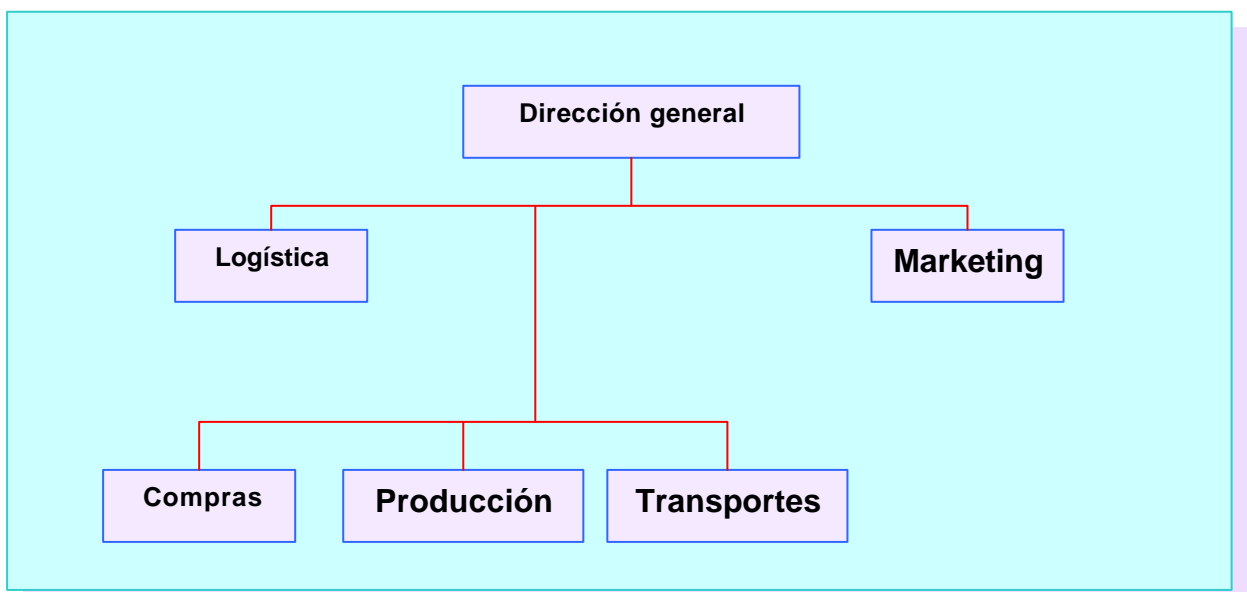 Dirección general
Logística
Marketing
Compras
Producción
Transportes